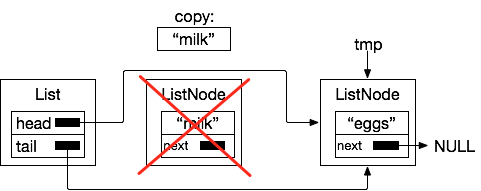 copy:
“milk”
tmp
List
head
tail
ListNode
“milk”
next
ListNode
“eggs”
next
NULL